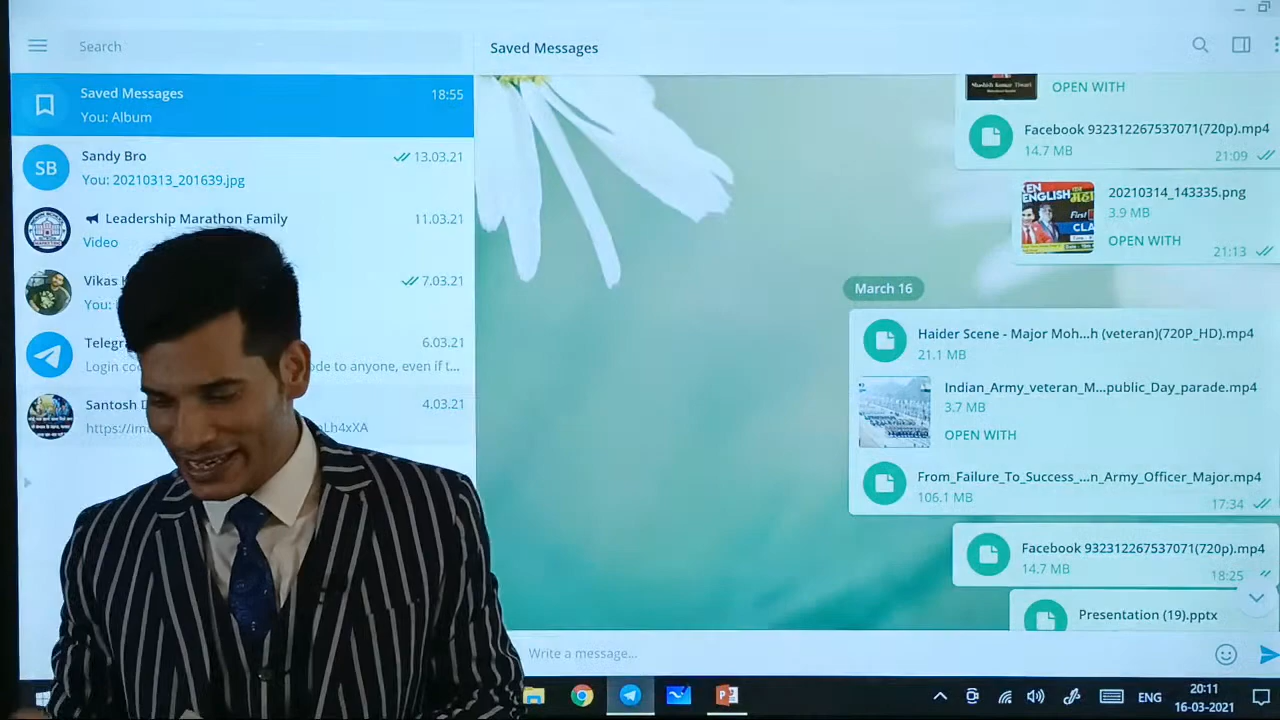 Search
Saved Messages
18:55
You: Album
SB
Sandy Bro
13.03.21
You: 20210313_201639.jpg
Leadership Marathon Family
11.03.21
Video
Vikas
7.03.21
You:
6.03.21
Login
de to anyone, even if t...
Santosh
4.03.21
Lh4xXA
Saved Messages
OPEN WITH
Facebook 932312267537071(720p).mp4
14.7 MB
21:09
20210314_143335.png
3.9 MB
OPEN WITH
21:13
ENGLISH
CLA
March 16
Haider Scene - Major Moh...h (veteran)(720P_HD).mp4
21.1 MB
Indian_Army_veteran_M...public_Day_parade.mp4
3.7 MB
OPEN WITH
From_Failure_To_Success_...n_Army_Officer_Major.mp4
106.1 MB
17:34
Facebook 932312267537071(720p).mp4
14.7 MB
18:25
Presentation (19).pptx
Write a message...
ENG
20:11
16-03-2021